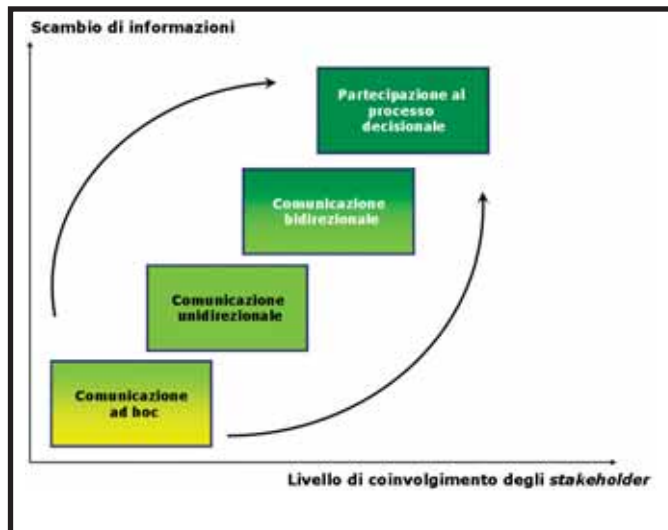 Scambio di informazioni
Partecipazione al
processo
decisionale
Comunicazione
bidirezionale
Comunicazione
unidirezionale
Comunicazione
ad hoc
Livello di coinvolgimento degli stakeholder